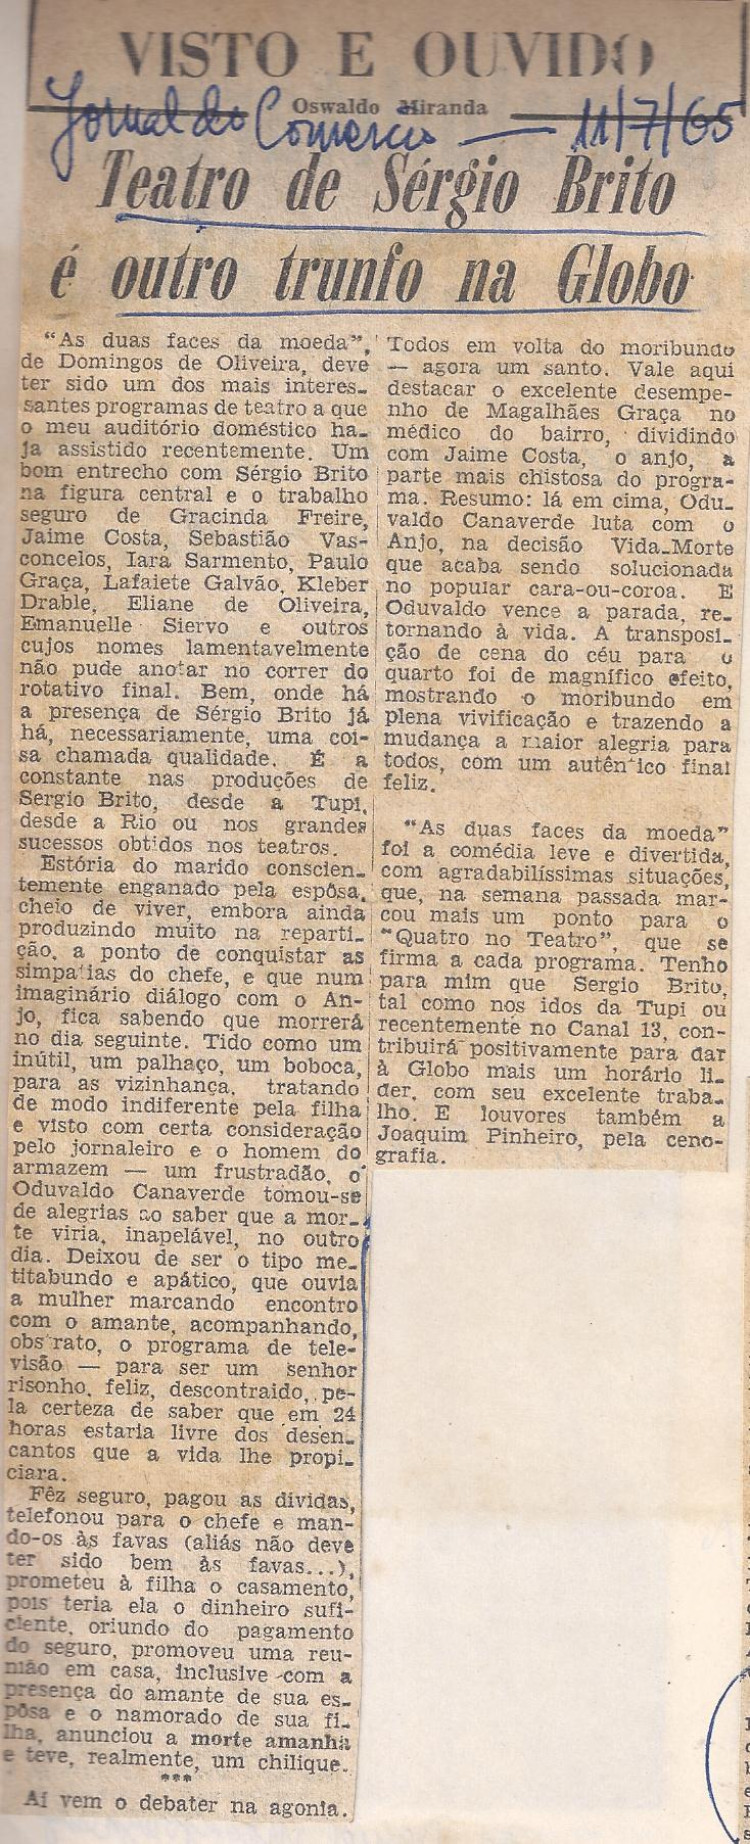 VISTO E OUVIDO
Oswaldo Miranda
Jornal do Comercio — 11/7/65
Teatro de Sérgio Brito
é outro trunfo na Globo
"As duas faces da moeda",
de Domingos de Oliveira, deve
ter sido um dos mais interes-
santes programas de teatro a que
o meu auditório doméstico ha-
ja assistido recentemente. Um
bom entrecho com Sérgio Brito
na figura central e o trabalho
seguro de Gracinda Freire,
Jaime Costa, Sebastião Vas-
concelos, Iara Sarmento, Paulo
Graça, Lafaiete Galvão, Kleber
Drable, Eliane de Oliveira,
Emanuelle Siervo e outros
cujos nomes lamentavelmente
não pude anotar no correr do
rotativo final. Bem, onde há
a presença de Sérgio Brito já
há, necessariamente, uma coi-
sa chamada qualidade. É a
constante nas produções de
Sergio Brito, desde a Tupi,
desde a Rio ou nos grandes
sucessos obtidos nos teatros.
Estória do marido conscien-
temente enganado pela espôsa,
cheio de viver, embora ainda
produzindo muito na reparti-
ção, a ponto de conquistar as
simpatias do chefe, e que num
imaginário diálogo com o An-
jo, fica sabendo que morrerá
no dia seguinte. Tido como um
inútil, um palhaço, um boboca,
para as vizinhança, tratando
de modo indiferente pela filha
e visto com certa consideração
pelo jornaleiro e o homem do
armazem — um frustradão, o
Oduvaldo Canaverde tomou-se
de alegrias ao saber que a mor-
te viria, inapelável, no outro
dia. Deixou de ser o tipo me-
titabundo e apático, que ouvia
a mulher marcando encontro
com o amante, acompanhando,
obstrato, o programa de tele-
visão — para ser um senhor
risonho, feliz, descontraido, pe-
la certeza de saber que em 24
horas estaria livre dos desen-
cantos que a vida lhe propi-
ciara.
Fêz seguro, pagou as dividas,
telefonou para o chefe e man-
do-os às favas (aliás não deve
ter sido bem às favas...),
prometeu à filha o casamento,
pois teria ela o dinheiro sufi-
ciente, oriundo do pagamento
do seguro, promoveu uma reu-
nião em casa, inclusive com a
presença do amante de sua es-
pôsa e o namorado de sua fi-
lha, anunciou a morte amanhã
e teve, realmente, um chilique.
***
Aí vem o debater na agonia.
Todos em volta do moribundo
— agora um santo. Vale aqui
destacar o excelente desempe-
nho de Magalhães Graça no
médico do bairro, dividindo
com Jaime Costa, o anjo, a
parte mais chistosa do progra-
ma. Resumo: lá em cima, Odu-
valdo Canaverde luta com o
Anjo, na decisão Vida-Morte
que acaba sendo solucionada
no popular cara-ou-coroa. E
Oduvaldo vence a parada, re-
tornando à vida. A transposi-
ção de cena do céu para o
quarto foi de magnífico efeito,
mostrando o moribundo em
plena vivificação e trazendo a
mudança a maior alegria para
todos, com um autêntico final
feliz.
"As duas faces da moeda"
foi a comédia leve e divertida,
com agradabilíssimas situações,
que, na semana passada mar-
cou mais um ponto para o
"Quatro no Teatro", que se
firma a cada programa. Tenho
para mim que Sergio Brito,
tal como nos idos da Tupi ou
recentemente no Canal 13, con-
tribuirá positivamente para dar
à Globo mais um horário li-
der, com seu excelente traba-
lho. E louvores também a
Joaquim Pinheiro, pela ceno-
grafia.